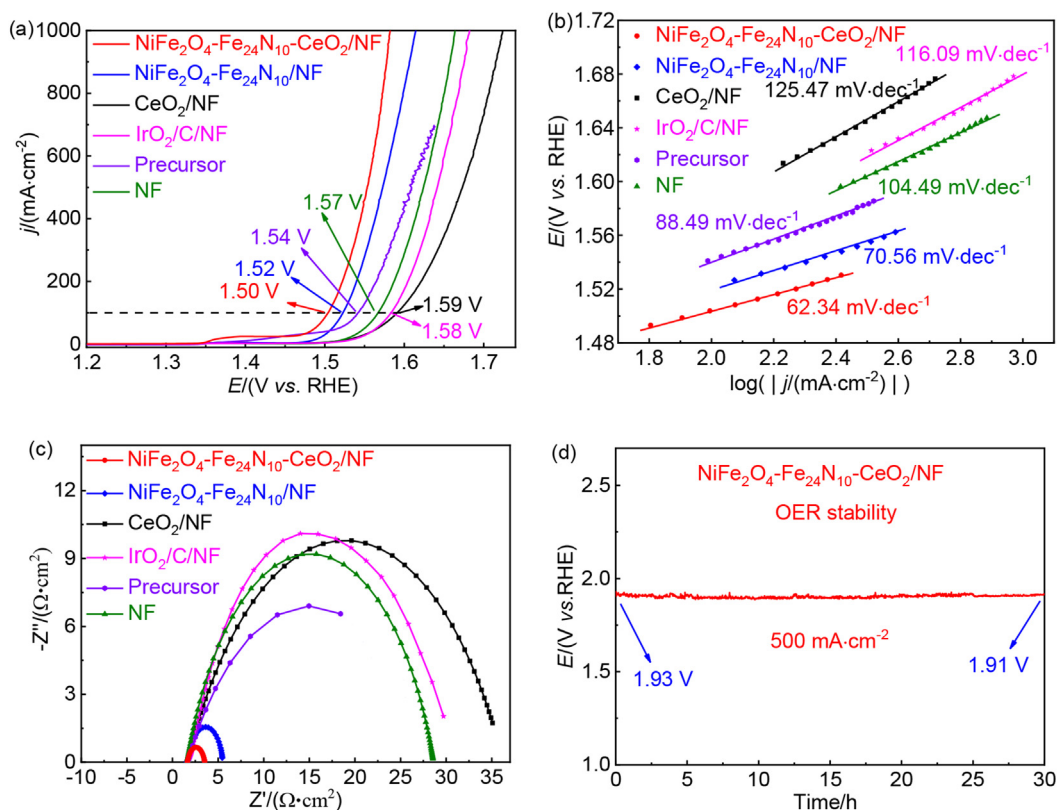 (a)
1000
800
600
400
200
0
j/(mA·cm⁻²)
NiFe₂O₄-Fe₂₄N₁₀-CeO₂/NF
NiFe₂O₄-Fe₂₄N₁₀/NF
CeO₂/NF
IrO₂/C/NF
Precursor
NF
1.57 V
1.54 V
1.52 V
1.50 V
1.59 V
1.58 V
1.2 1.3 1.4 1.5 1.6 1.7
E/(V vs. RHE)
(b)
1.72
1.68
1.64
1.60
1.56
1.52
1.48
E/(V vs. RHE)
NiFe₂O₄-Fe₂₄N₁₀-CeO₂/NF
NiFe₂O₄-Fe₂₄N₁₀/NF
CeO₂/NF
IrO₂/C/NF
Precursor
NF
116.09 mV·dec⁻¹
125.47 mV·dec⁻¹
104.49 mV·dec⁻¹
88.49 mV·dec⁻¹
70.56 mV·dec⁻¹
62.34 mV·dec⁻¹
1.8 2.0 2.2 2.4 2.6 2.8 3.0
log( | j/(mA·cm⁻²) | )
(c)
12
9
6
3
0
-Z''/(Ω·cm²)
NiFe₂O₄-Fe₂₄N₁₀-CeO₂/NF
NiFe₂O₄-Fe₂₄N₁₀/NF
CeO₂/NF
IrO₂/C/NF
Precursor
NF
-10 -5 0 5 10 15 20 25 30 35
Z'/(Ω·cm²)
(d)
2.5
2.0
1.5
1.0
E/(V vs.RHE)
NiFe₂O₄-Fe₂₄N₁₀-CeO₂/NF
OER stability
500 mA·cm⁻²
1.93 V
1.91 V
0 5 10 15 20 25 30
Time/h